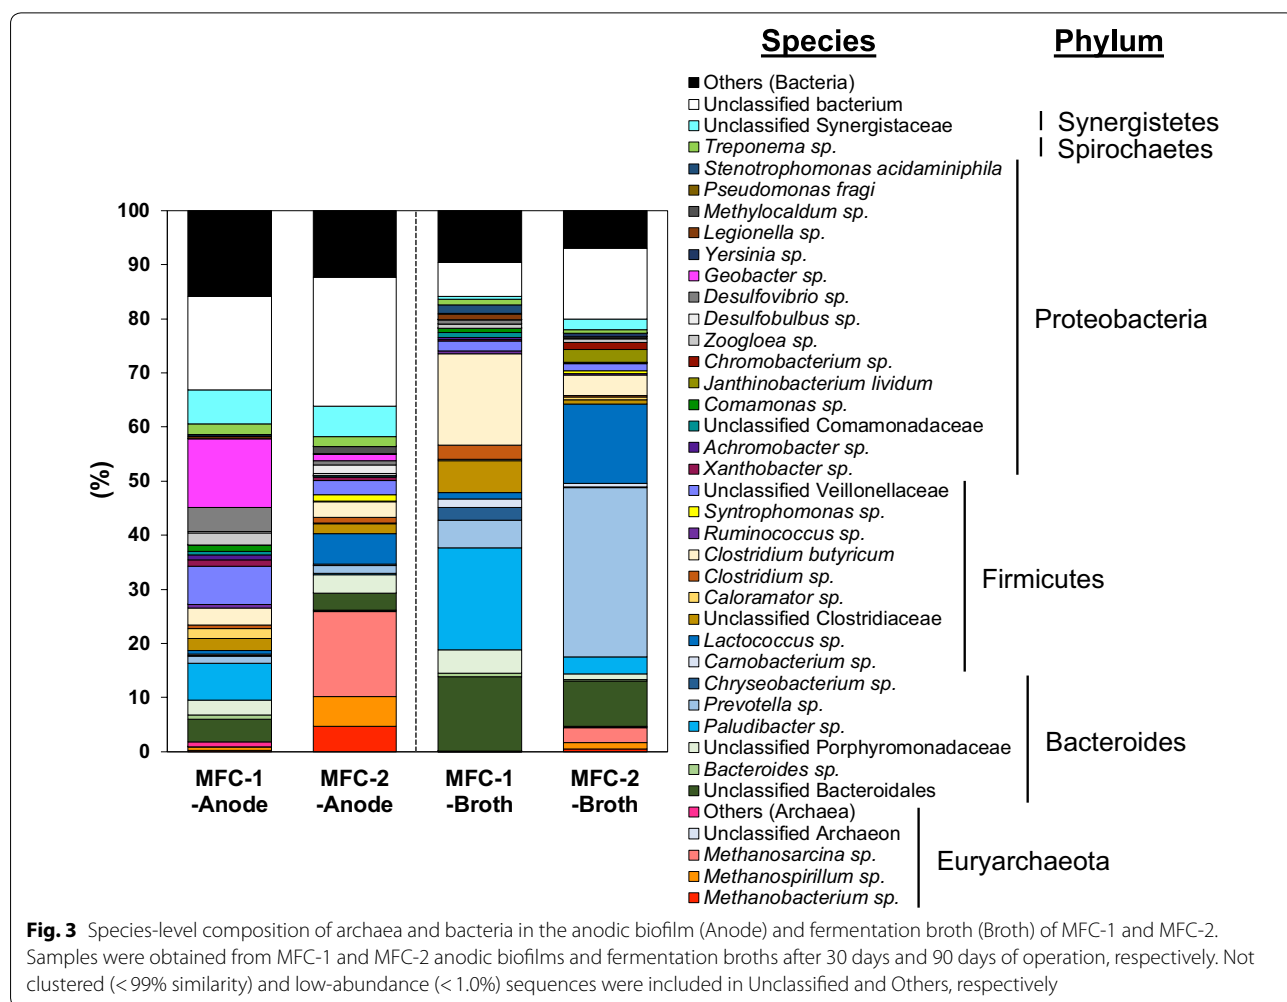 Species
Phylum
Others (Bacteria)
Unclassified bacterium
Unclassified Synergistaceae
Treponema sp.
Stenotrophomonas acidaminiphila
Pseudomonas fragi
Methylocaldum sp.
Legionella sp.
Yersinia sp.
Geobacter sp.
Desulfovibrio sp.
Desulfobulbus sp.
Zoogloea sp.
Chromobacterium sp.
Janthinobacterium lividum
Comamonas sp.
Unclassified Comamonadaceae
Achromobacter sp.
Xanthobacter sp.
Unclassified Veillonellaceae
Syntrophomonas sp.
Ruminococcus sp.
Clostridium butyricum
Clostridium sp.
Caloramator sp.
Unclassified Clostridiaceae
Lactococcus sp.
Carnobacterium sp.
Chryseobacterium sp.
Prevotella sp.
Paludibacter sp.
Unclassified Porphyromonadaceae
Bacteroides sp.
Unclassified Bacteroidales
Others (Archaea)
Unclassified Archaeon
Methanosarcina sp.
Methanospirillum sp.
Methanobacterium sp.
Synergistetes
Spirochaetes
Proteobacteria
Firmicutes
Bacteroides
Euryarchaeota
(%)
100
90
80
70
60
50
40
30
20
10
0
MFC-1
-Anode
MFC-2
-Anode
MFC-1
-Broth
MFC-2
-Broth
Fig. 3 Species-level composition of archaea and bacteria in the anodic biofilm (Anode) and fermentation broth (Broth) of MFC-1 and MFC-2.
Samples were obtained from MFC-1 and MFC-2 anodic biofilms and fermentation broths after 30 days and 90 days of operation, respectively. Not
clustered (< 99% similarity) and low-abundance (< 1.0%) sequences were included in Unclassified and Others, respectively